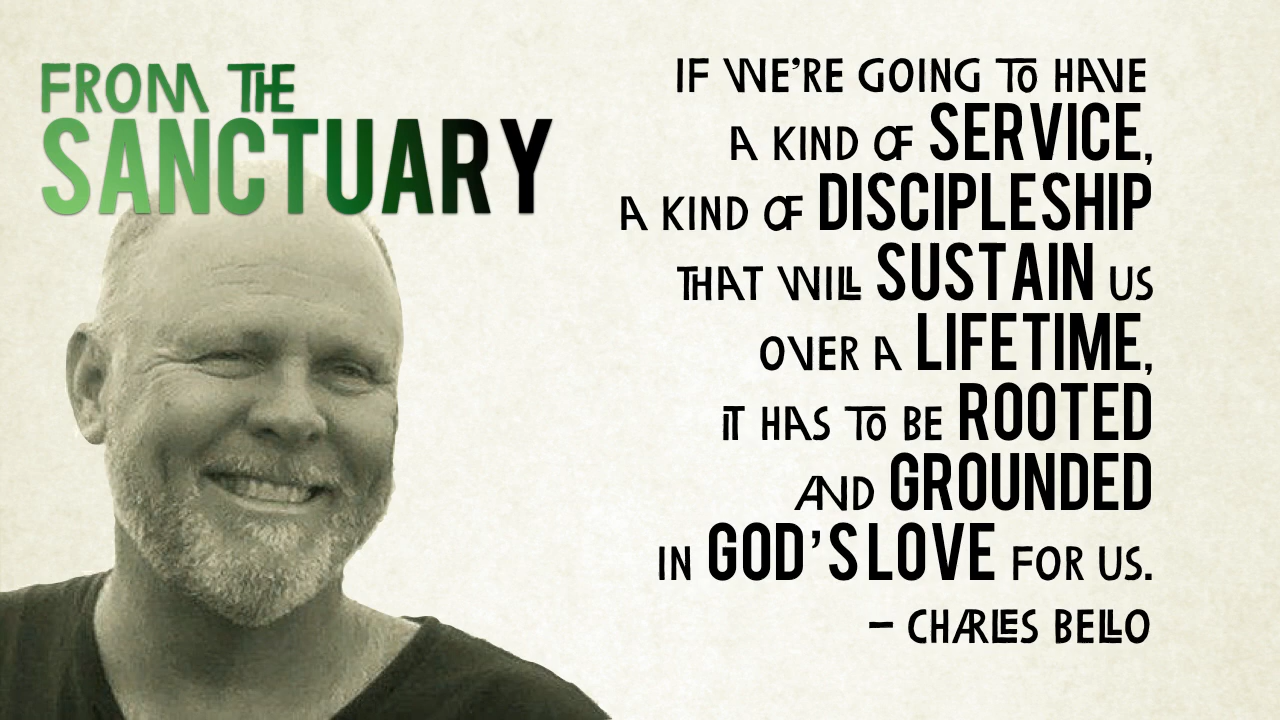 FROM THE
SANCTUARY
IF WE'RE GOING TO HAVE
A KIND OF SERVICE,
A KIND OF DISCIPLESHIP
THAT WILL SUSTAIN US
OVER A LIFETIME,
IT HAS TO BE ROOTED
AND GROUNDED
IN GOD'S LOVE FOR US.
– CHARLES BELLO